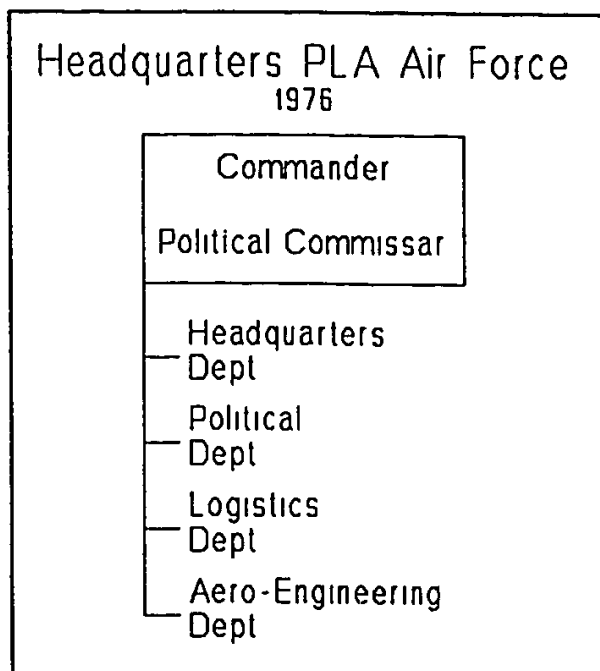 Headquarters PLA Air Force
1976
Commander
Political Commissar
Headquarters
Dept
Political
Dept
Logistics
Dept
Aero-Engineering
Dept